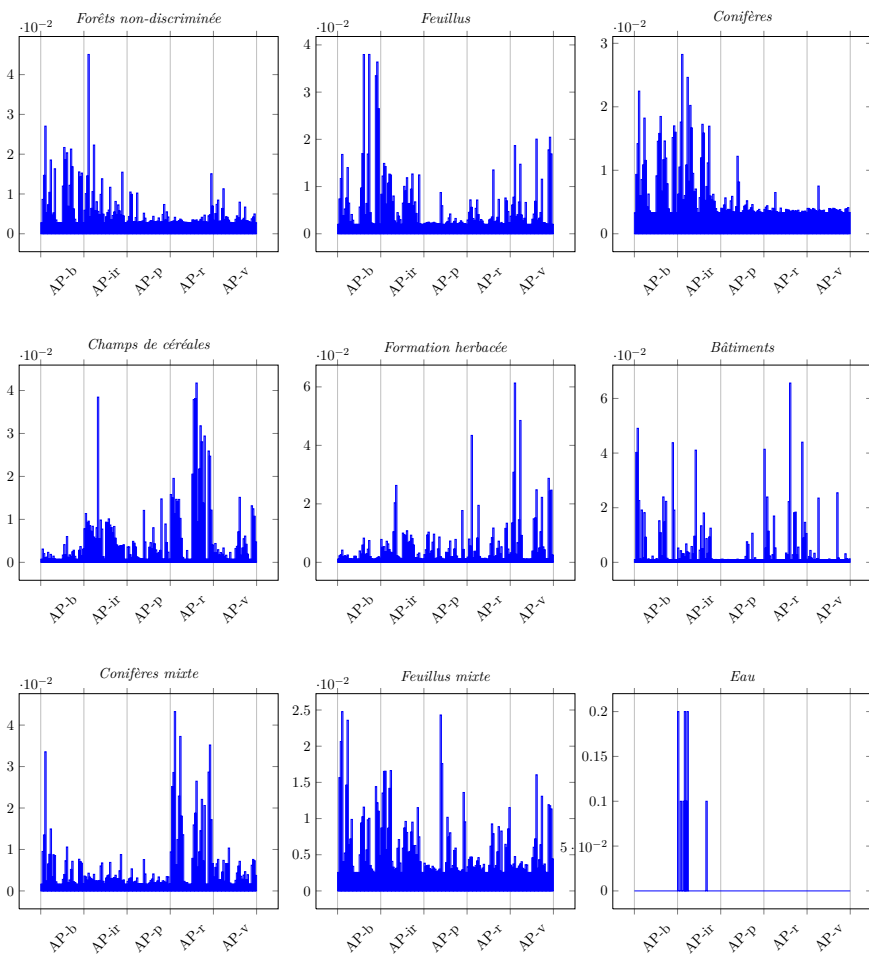 Forêts non-discriminée
·10−2
4
3
2
1
0
AP-b
AP-ir
AP-p
AP-r
AP-v
Feuillus
·10−2
4
3
2
1
0
AP-b
AP-ir
AP-p
AP-r
AP-v
Conifères
·10−2
3
2
1
0
AP-b
AP-ir
AP-p
AP-r
AP-v
Champs de céréales
·10−2
4
3
2
1
0
AP-b
AP-ir
AP-p
AP-r
AP-v
Formation herbacée
·10−2
6
4
2
0
AP-b
AP-ir
AP-p
AP-r
AP-v
Bâtiments
·10−2
6
4
2
0
AP-b
AP-ir
AP-p
AP-r
AP-v
Conifères mixte
·10−2
4
3
2
1
0
AP-b
AP-ir
AP-p
AP-r
AP-v
Feuillus mixte
·10−2
2.5
2
1.5
1
0.5
0
AP-b
AP-ir
AP-p
AP-r
AP-v
Eau
0.2
0.15
0.1
5 · 10−2
0
AP-b
AP-ir
AP-p
AP-r
AP-v